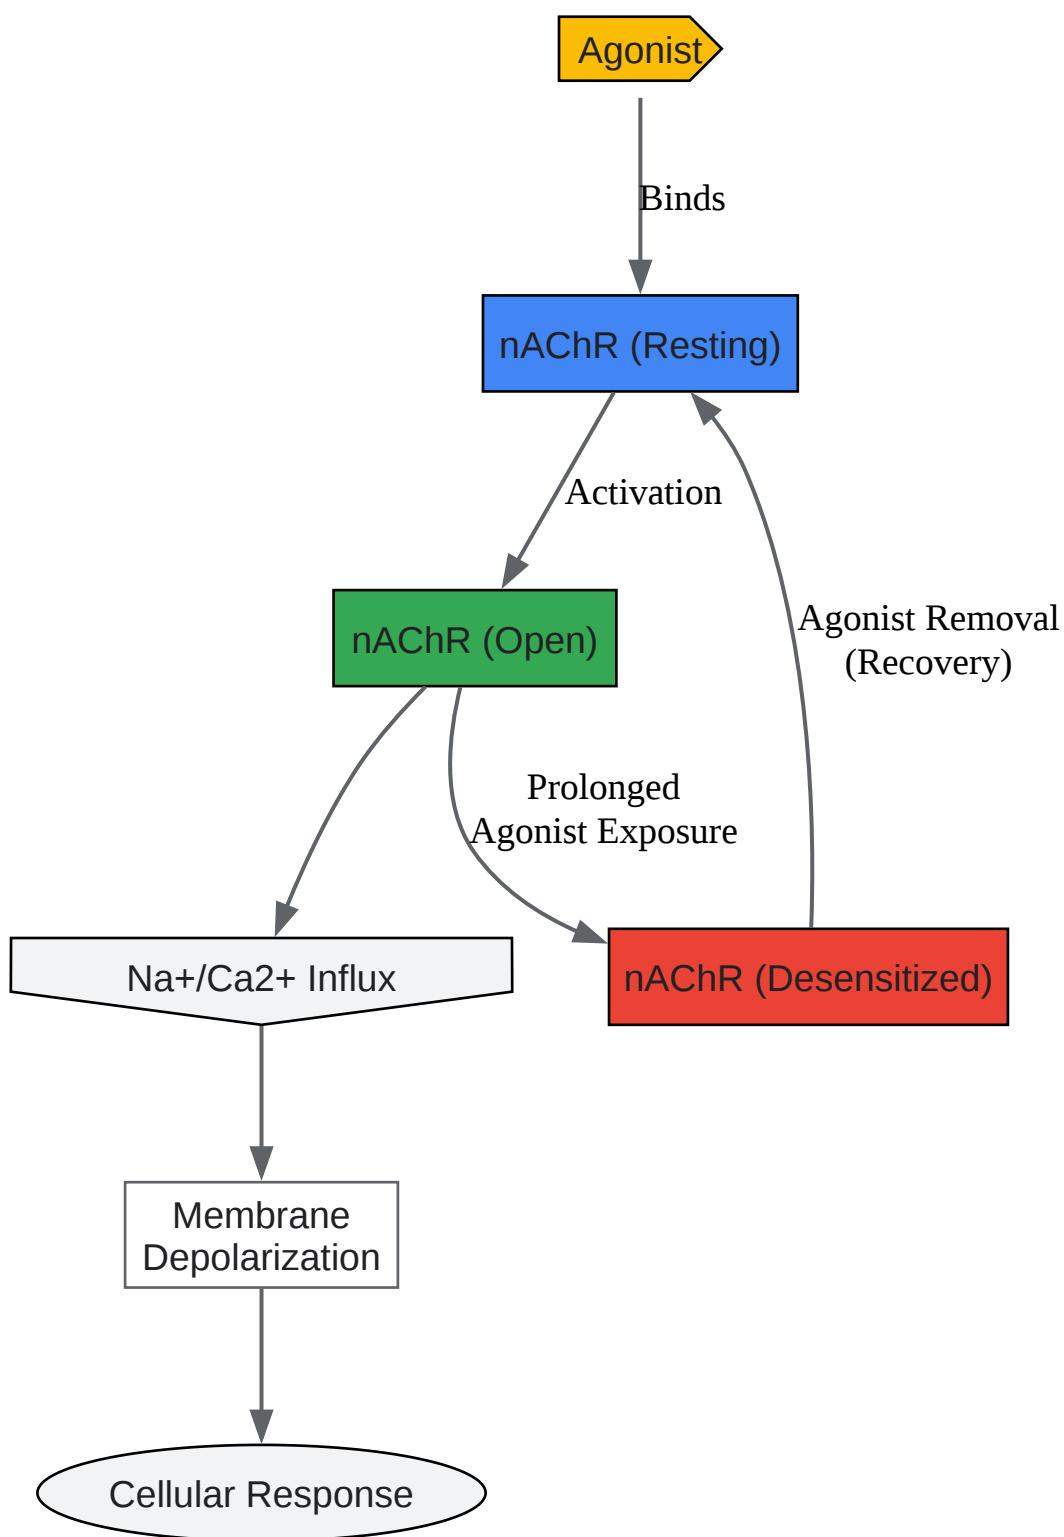 Agonist
Binds
nAChR (Resting)
Activation
nAChR (Open)
Agonist Removal
(Recovery)
Prolonged
Agonist Exposure
Na+/Ca2+ Influx
nAChR (Desensitized)
Membrane
Depolarization
Cellular Response